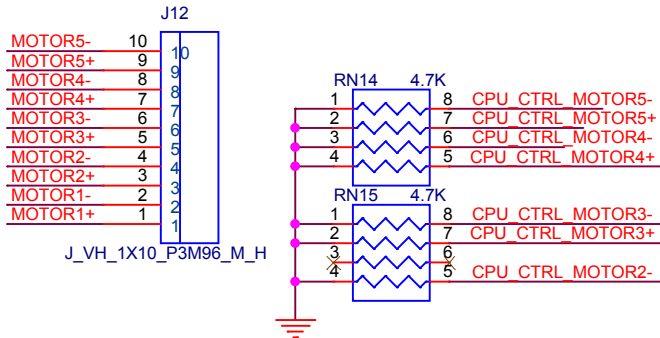 J12
MOTOR5- 10 10
MOTOR5+ 9 9
MOTOR4- 8 8
MOTOR4+ 7 7
MOTOR3- 6 6
MOTOR3+ 5 5
MOTOR2- 4 4
MOTOR2+ 3 3
MOTOR1- 2 2
MOTOR1+ 1 1
J_VH_1X10_P3M96_M_H
RN14 4.7K
1 8 CPU_CTRL_MOTOR5-
2 7 CPU_CTRL_MOTOR5+
3 6 CPU_CTRL_MOTOR4-
4 5 CPU_CTRL_MOTOR4+
RN15 4.7K
1 8 CPU_CTRL_MOTOR3-
2 7 CPU_CTRL_MOTOR3+
3 6
4 5 CPU_CTRL_MOTOR2-